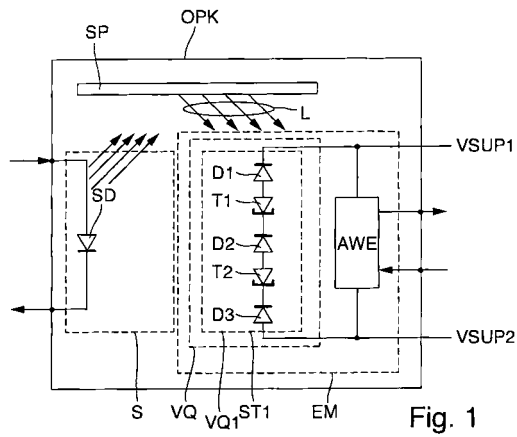 OPK
SP
L
VSUP1
D1
SD
T1
D2
AWE
T2
D3
VSUP2
S
VQ
VQ1
ST1
EM
Fig. 1